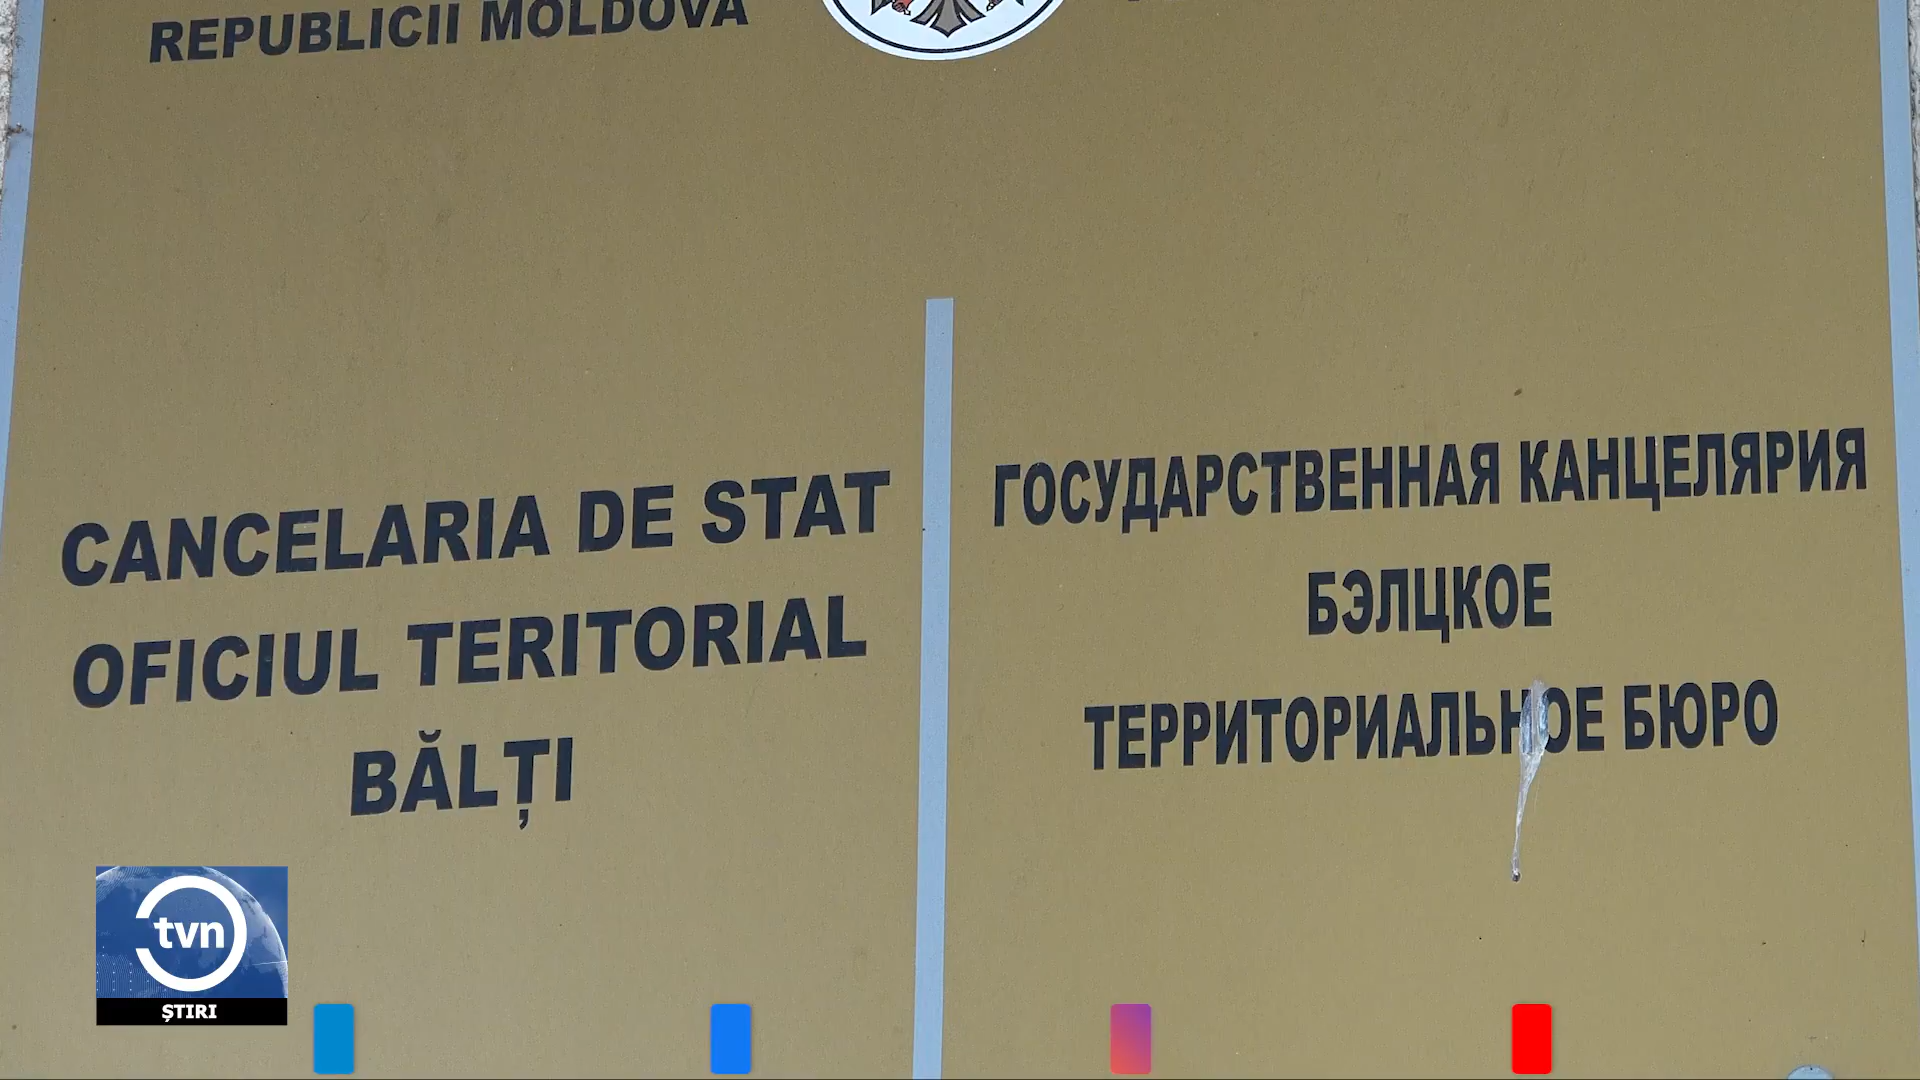 REPUBLICII MOLDOVA
CANCELARIA DE STAT
OFICIUL TERITORIAL
BĂLȚI
ГОСУДАРСТВЕННАЯ КАНЦЕЛЯРИЯ
БЭЛЦКОЕ
ТЕРРИТОРИАЛЬНОЕ БЮРО
tvn
ȘTIRI